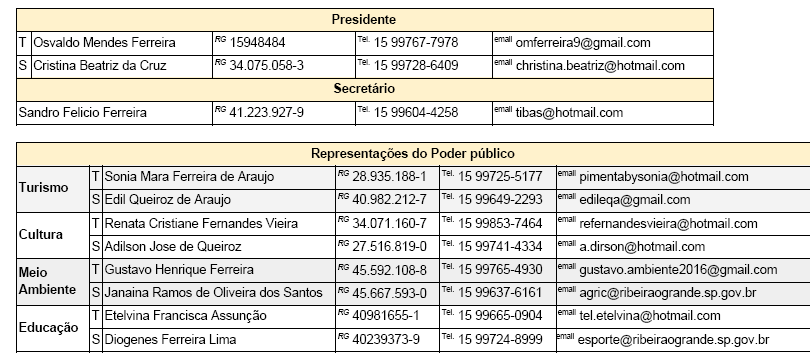 Presidente
T Osvaldo Mendes Ferreira RG 15948484 Tel. 15 99767-7978 email omferreira9@gmail.com
S Cristina Beatriz da Cruz RG 34.075.058-3 Tel. 15 99728-6409 email christina.beatriz@hotmail.com
Secretário
Sandro Felicio Ferreira RG 41.223.927-9 Tel. 15 99604-4258 email tibas@hotmail.com
Representações do Poder público
Turismo
T Sonia Mara Ferreira de Araujo RG 28.935.188-1 Tel. 15 99725-5177 email pimentabysonia@hotmail.com
S Edil Queiroz de Araujo RG 40.982.212-7 Tel. 15 99649-2293 email edileqa@gmail.com
Cultura
T Renata Cristiane Fernandes Vieira RG 34.071.160-7 Tel. 15 99853-7464 email refernandesvieira@hotmail.com
S Adilson Jose de Queiroz RG 27.516.819-0 Tel. 15 99741-4334 email a.dirson@hotmail.com
Meio
Ambiente
T Gustavo Henrique Ferreira RG 45.592.108-8 Tel. 15 99765-4930 email gustavo.ambiente2016@gmail.com
S Janaina Ramos de Oliveira dos Santos RG 45.667.593-0 Tel. 15 99637-6161 email agric@ribeiraogrande.sp.gov.br
Educação
T Etelvina Francisca Assunção RG 40981655-1 Tel. 15 99665-0904 email tel.etelvina@hotmail.com
S Diogenes Ferreira Lima RG 40239373-9 Tel. 15 99724-8999 email esporte@ribeiraogrande.sp.gov.br